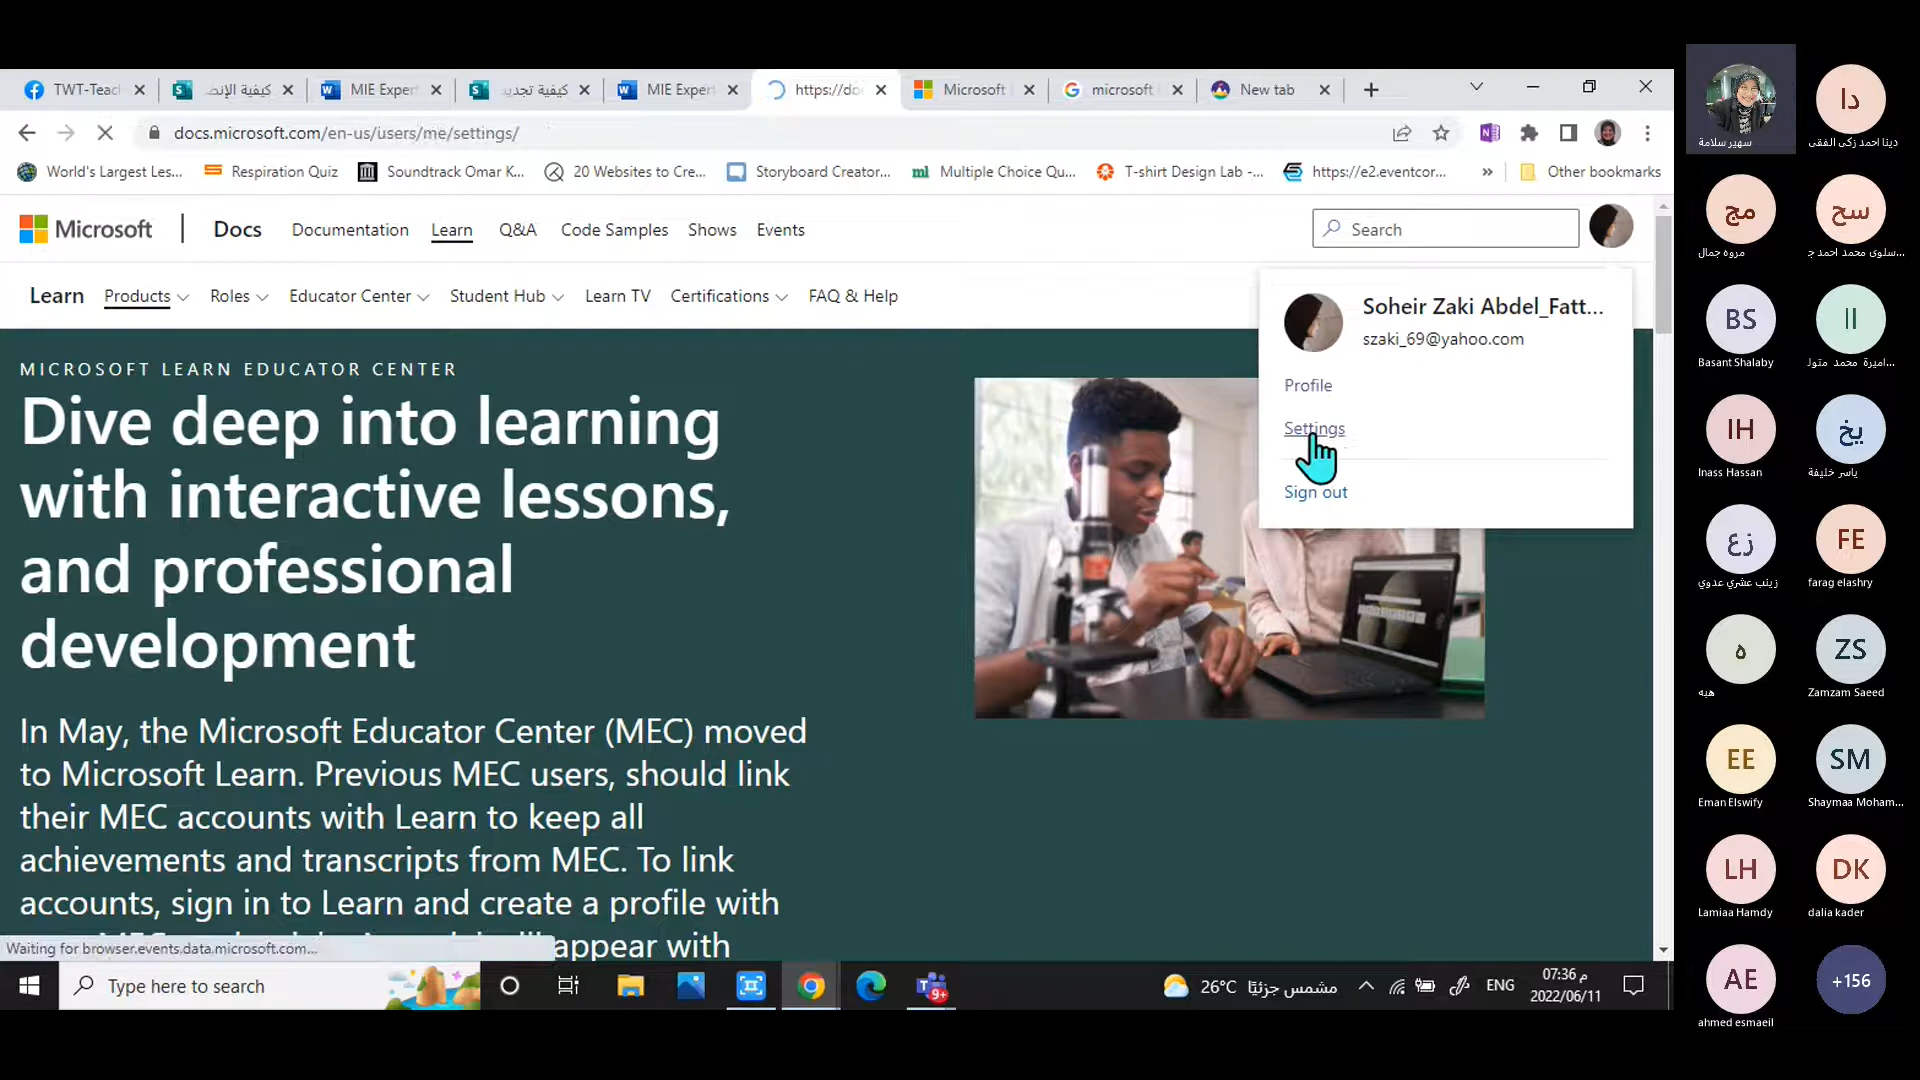 TWT-Teach
كيفية الإنض
MIE Exper
كيفية تجديد
MIE Exper
https://do
Microsoft
microsoft
New tab
docs.microsoft.com/en-us/users/me/settings/
World's Largest Les...
Respiration Quiz
Soundtrack Omar K...
20 Websites to Cre...
Storyboard Creator...
Multiple Choice Qu...
T-shirt Design Lab -...
https://e2.eventcor...
»
Other bookmarks
Microsoft
Docs
Documentation
Learn
Q&A
Code Samples
Shows
Events
Search
Learn
Products
Roles
Educator Center
Student Hub
Learn TV
Certifications
FAQ & Help
Soheir Zaki Abdel_Fatt...
szaki_69@yahoo.com
Profile
Settings
Sign out
MICROSOFT LEARN EDUCATOR CENTER
Dive deep into learning
with interactive lessons,
and professional
development
In May, the Microsoft Educator Center (MEC) moved
to Microsoft Learn. Previous MEC users, should link
their MEC accounts with Learn to keep all
achievements and transcripts from MEC. To link
accounts, sign in to Learn and create a profile with
appear with
Waiting for browser.events.data.microsoft.com...
Type here to search
9+
26°C مشمس جزئيًا
ENG
07:36 م
2022/06/11
سهير سلامة
دا
دينا احمد زكى الفقى
مج
مروه جمال
سح
سلوى محمد احمد ج...
BS
Basant Shalaby
اا
اميرة محمد متول...
IH
Inass Hassan
يخ
ياسر خليفة
زع
زينب عشري عدوي
FE
farag elashry
ه
هبه
ZS
Zamzam Saeed
EE
Eman Elswify
SM
Shaymaa Moham...
LH
Lamiaa Hamdy
DK
dalia kader
AE
ahmed esmaeil
+156